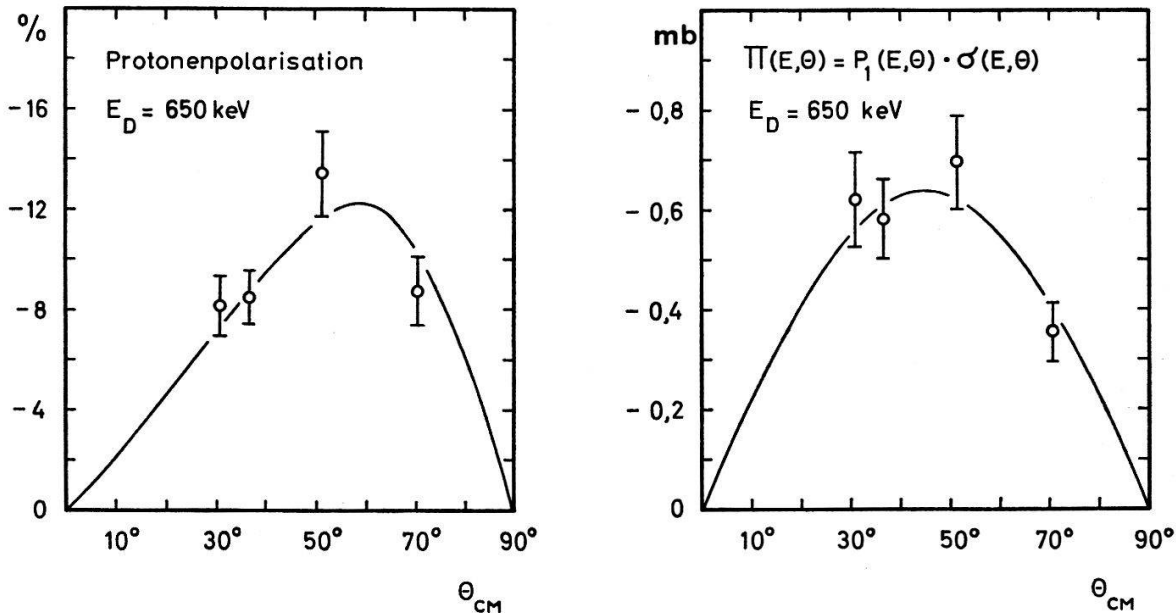 %
Protonenpolarisation
E_D = 650 keV
-16
-12
-8
-4
0
10° 30° 50° 70° 90°
Θ_CM
mb
Π(E,Θ) = P_1(E,Θ) · σ(E,Θ)
E_D = 650 keV
- 0,8
- 0,6
- 0,4
- 0,2
0
10° 30° 50° 70° 90°
Θ_CM